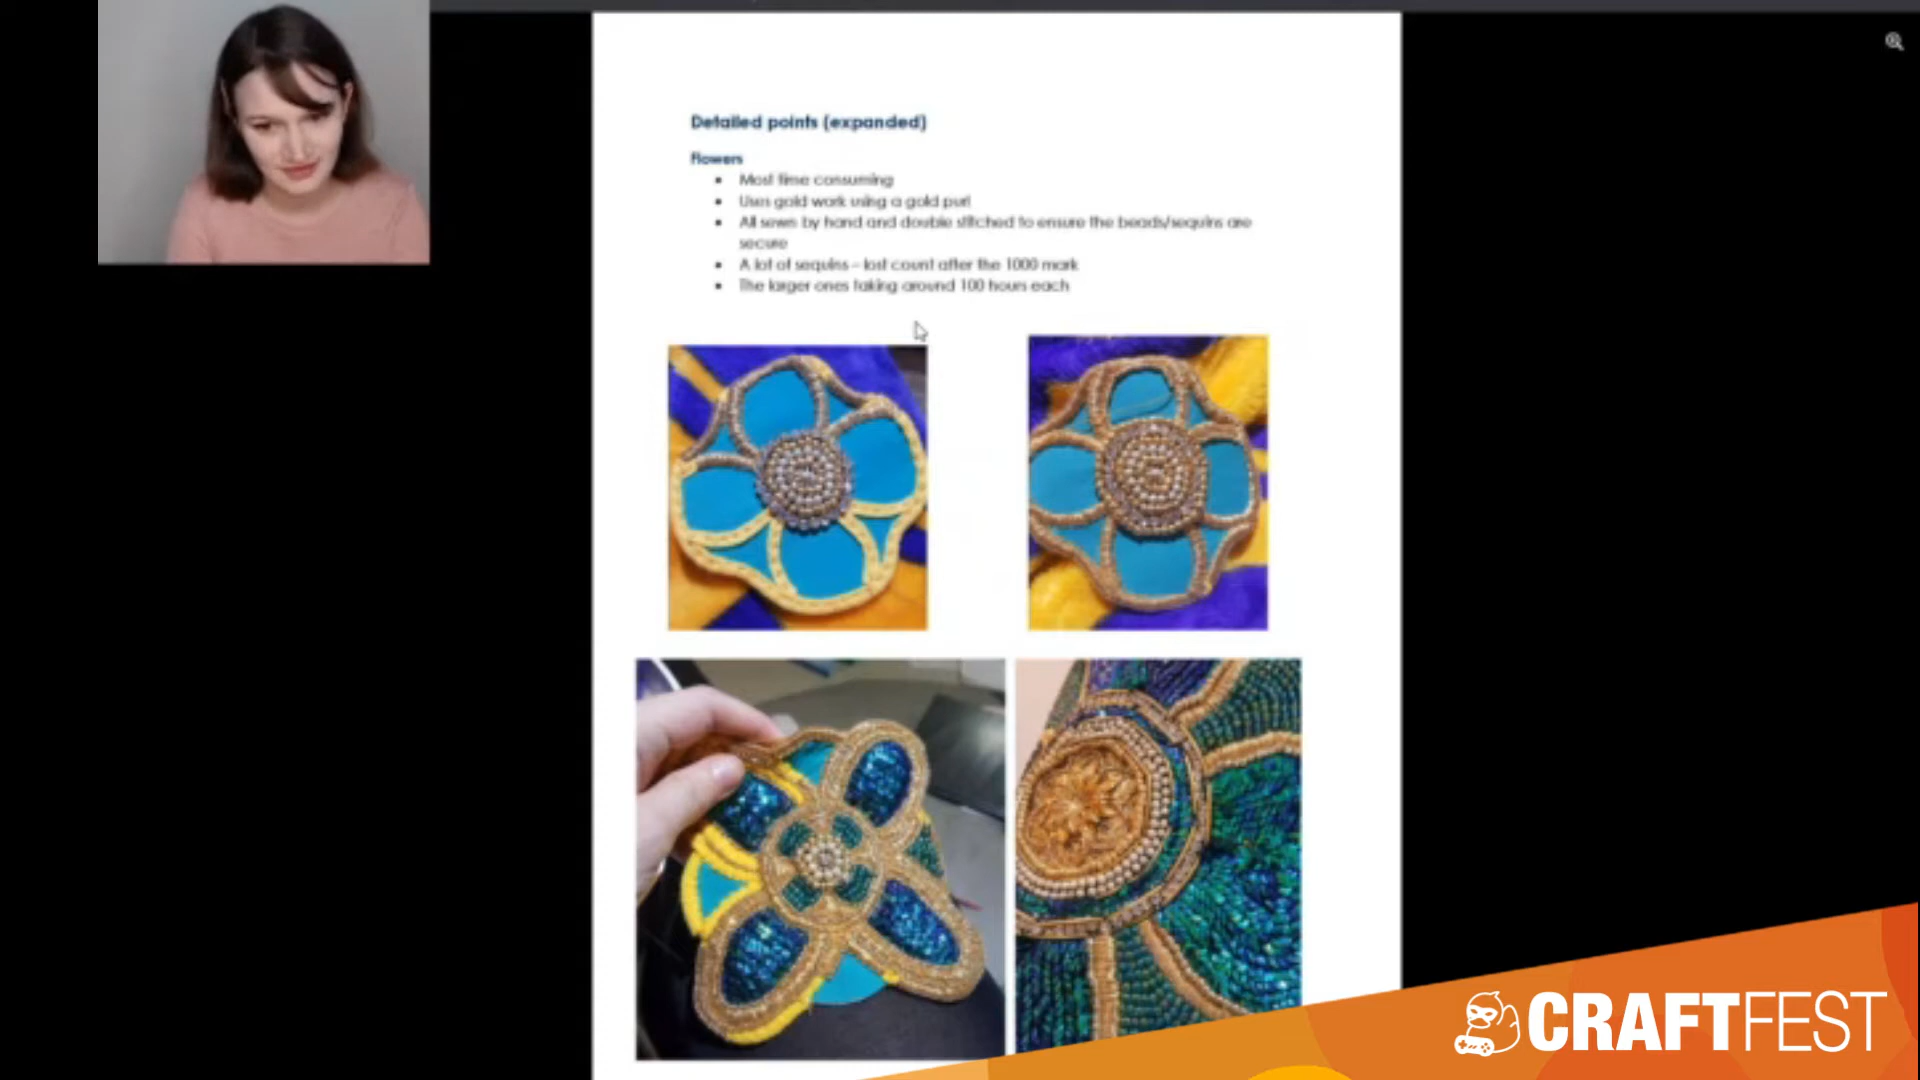 Detailed points (expanded)
Flowers
• Most time consuming
• Uses gold work using a gold purl
• All sewn by hand and double stitched to ensure the beads/sequins are
secure
• A lot of sequins – lost count after the 1000 mark
• The larger ones taking around 100 hours each
CRAFTFEST